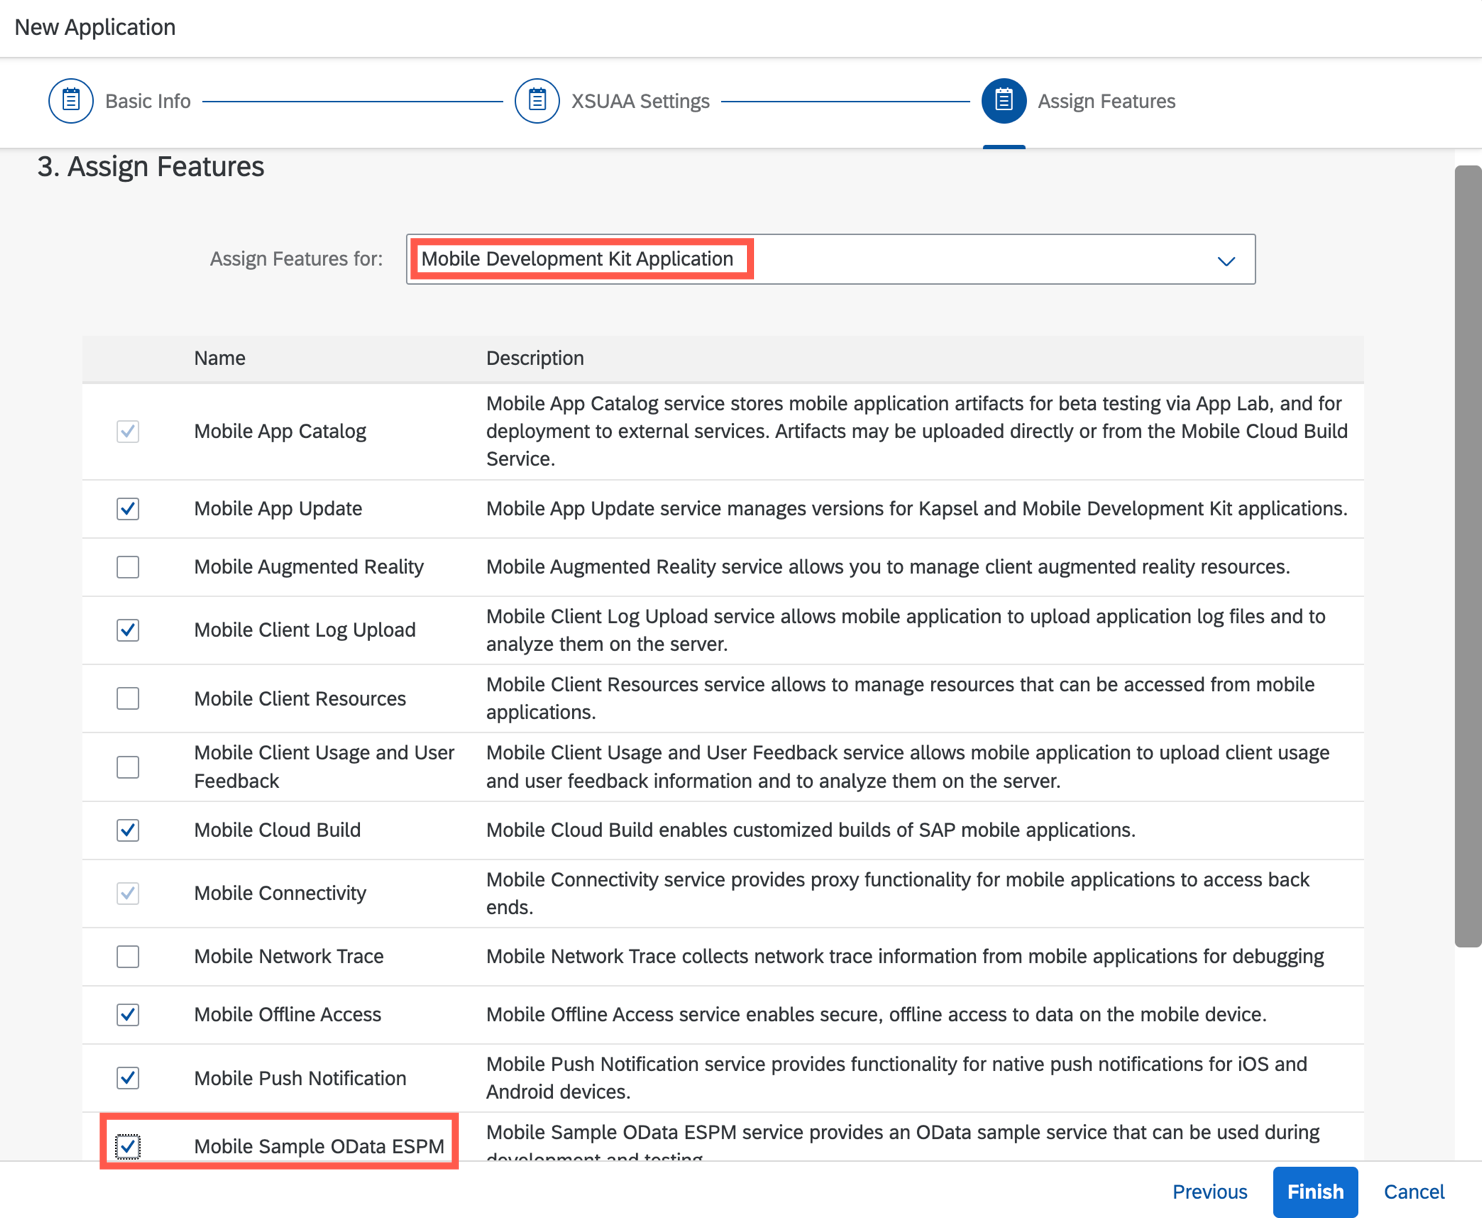 New Application
Basic Info
XSUAA Settings
Assign Features
3. Assign Features
Assign Features for:
Mobile Development Kit Application
Name
Description
Mobile App Catalog
Mobile App Catalog service stores mobile application artifacts for beta testing via App Lab, and for
deployment to external services. Artifacts may be uploaded directly or from the Mobile Cloud Build
Service.
Mobile App Update
Mobile App Update service manages versions for Kapsel and Mobile Development Kit applications.
Mobile Augmented Reality
Mobile Augmented Reality service allows you to manage client augmented reality resources.
Mobile Client Log Upload
Mobile Client Log Upload service allows mobile application to upload application log files and to
analyze them on the server.
Mobile Client Resources
Mobile Client Resources service allows to manage resources that can be accessed from mobile
applications.
Mobile Client Usage and User
Feedback
Mobile Client Usage and User Feedback service allows mobile application to upload client usage
and user feedback information and to analyze them on the server.
Mobile Cloud Build
Mobile Cloud Build enables customized builds of SAP mobile applications.
Mobile Connectivity
Mobile Connectivity service provides proxy functionality for mobile applications to access back
ends.
Mobile Network Trace
Mobile Network Trace collects network trace information from mobile applications for debugging
Mobile Offline Access
Mobile Offline Access service enables secure, offline access to data on the mobile device.
Mobile Push Notification
Mobile Push Notification service provides functionality for native push notifications for iOS and
Android devices.
Mobile Sample OData ESPM
Mobile Sample OData ESPM service provides an OData sample service that can be used during
development and testing
Previous
Finish
Cancel